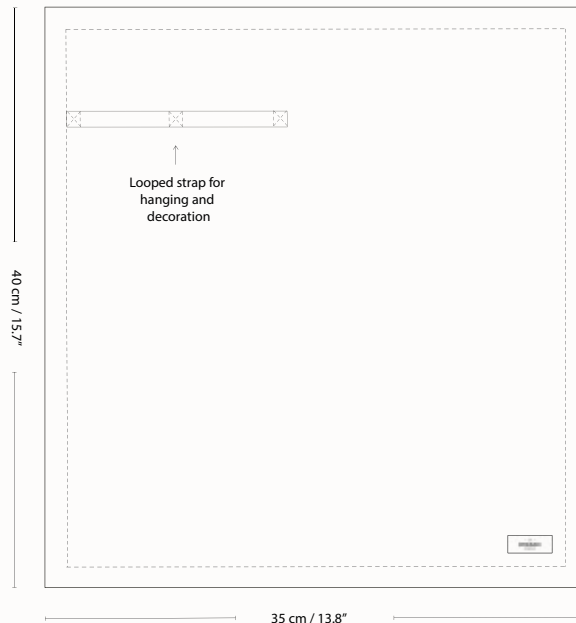 Looped strap for
hanging and
decoration
40 cm / 15.7″
35 cm / 13.8″